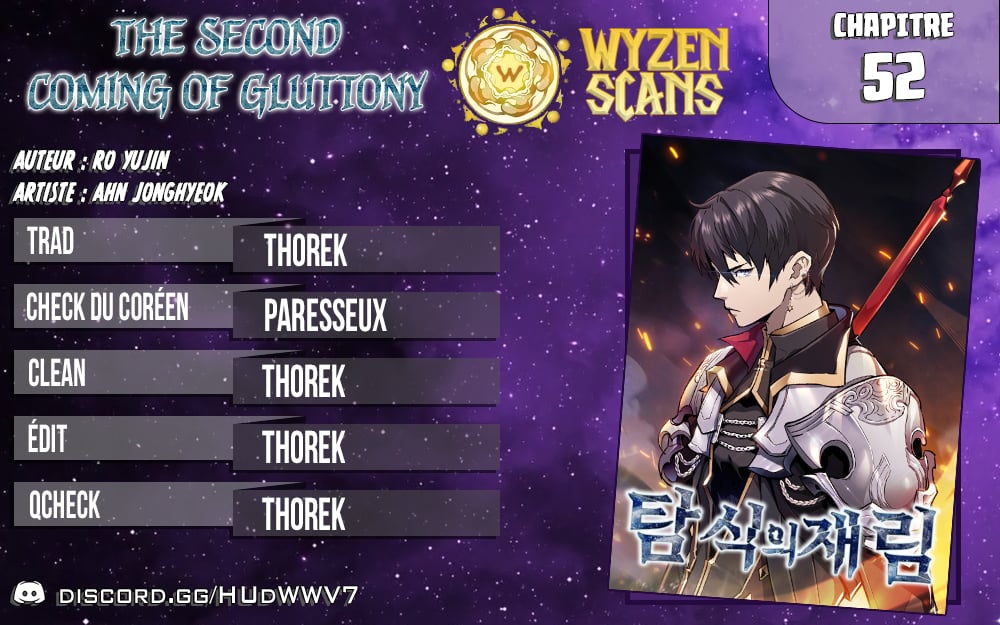 THE SECOND
COMING OF GLUTTONY
W
WYZEN
SCANS
CHAPITRE
52
AUTEUR : RO YUJIN
ARTISTE : AHN JONGHYEOK
TRAD
THOREK
CHECK DU CORÉEN
PARESSEUX
CLEAN
THOREK
ÉDIT
THOREK
QCHECK
THOREK
탐식의재림
DISCORD.GG/HUDWWV7